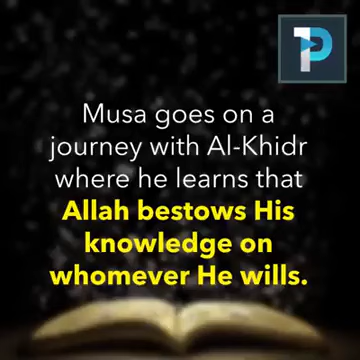 Musa goes on a
journey with Al-Khidr
where he learns that
Allah bestows His
knowledge on
whomever He wills.